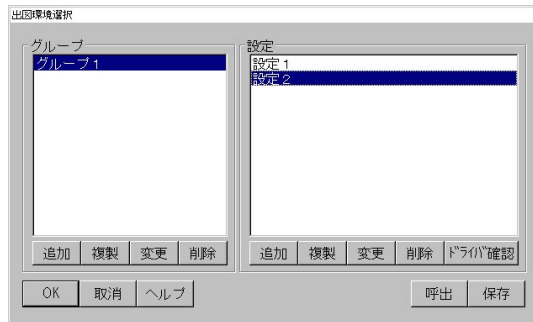 出図環境選択
グループ
グループ1
追加 複製 変更 削除
設定
設定1
設定2
追加 複製 変更 削除 ﾄﾞﾗｲﾊﾞ確認
OK 取消 ヘルプ
呼出 保存